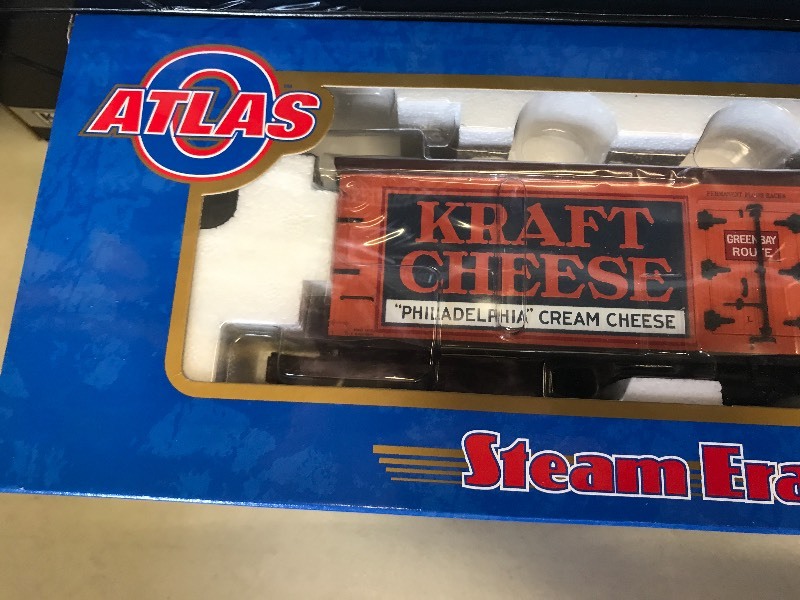 ATLAS
O
KRAFT
CHEESE
"PHILADELPHIA" CREAM CHEESE
GREEN BAY
ROUTE
Steam Era